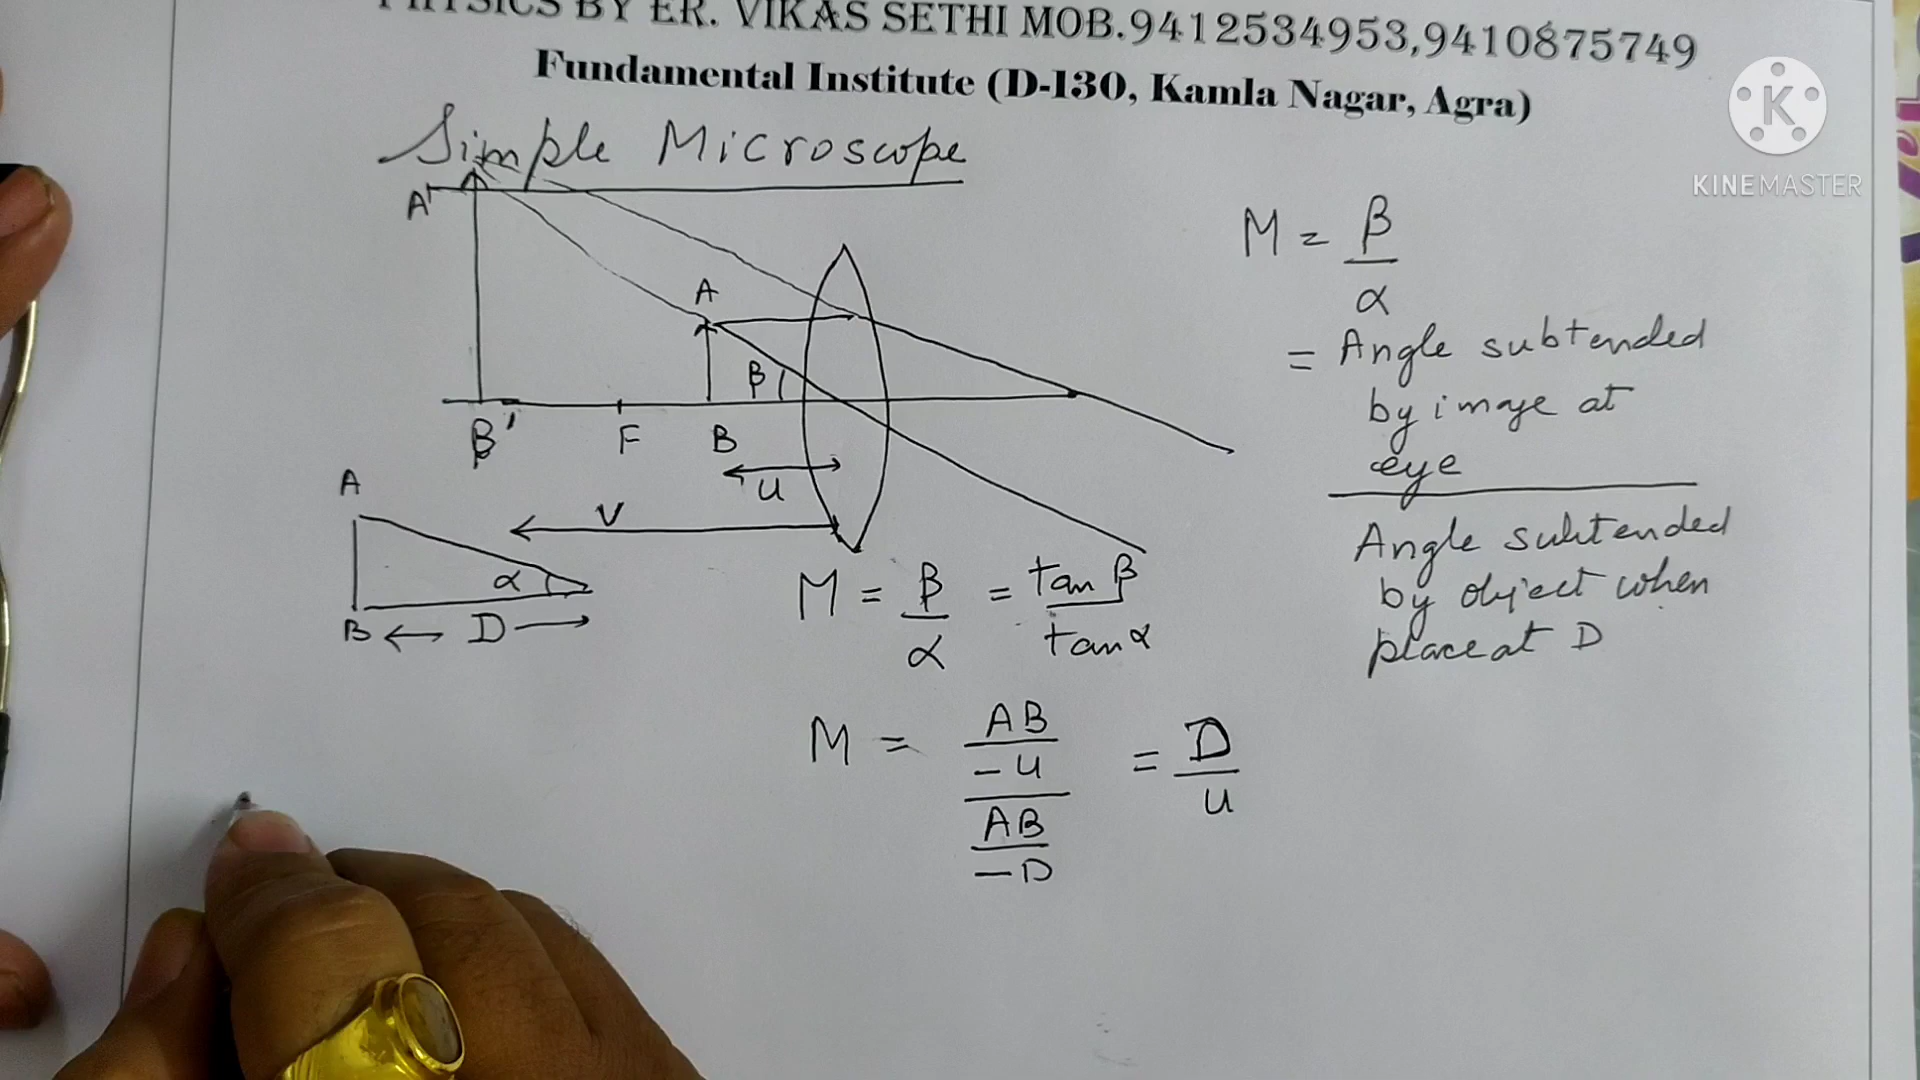 PHYSICS BY ER. VIKAS SETHI MOB.9412534953,9410875749
Fundamental Institute (D-130, Kamla Nagar, Agra)
K
KINEMASTER
Simple Microscope
A'
A
β
B'
F
B
u
v
A
α
B
D
M = β
α
= Angle subtended
by image at
eye
Angle subtended
by object when
place at D
M = β = tan β
α tan α
M = AB
-u
AB
-D
= D
u